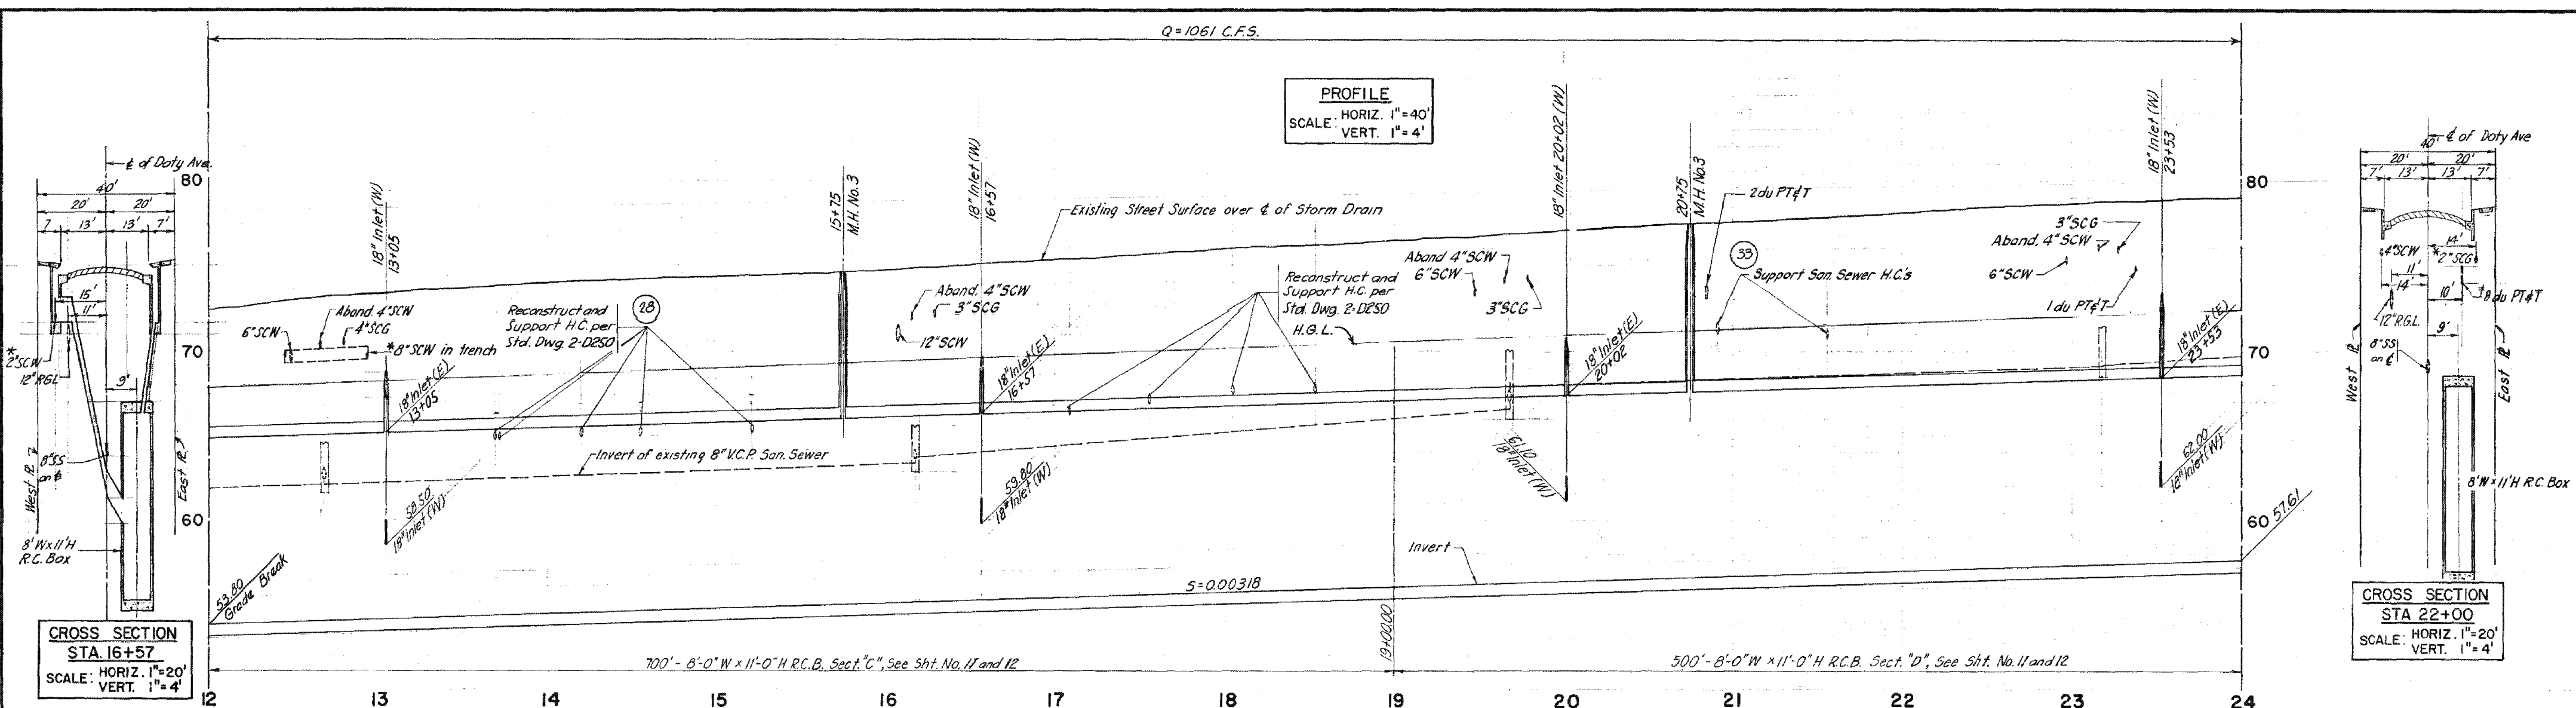 Q = 1061 C.F.S.
PROFILE
SCALE: HORIZ. 1"=40'
VERT. 1"=4'
℄ of Doty Ave.
40'
20' 20'
7 13' 13' 7'
15'
11'
*
2"SCW
12"RGL
9'
8"SS
on ℄
West ℞
East ℞
8'Wx11'H
R.C. Box
CROSS SECTION
STA. 16+57
SCALE: HORIZ. 1"=20'
VERT. 1"=4'
80
70
60
18" Inlet (W)
13+05
15+75
M.H. No.3
18" Inlet (W)
16+57
Existing Street Surface over ℄ of Storm Drain
18" Inlet 20+02 (W)
20+75
M.H. No.3
2 du PT&T
18" Inlet (W)
23+53
6"SCW
Aband. 4"SCW
4"SCG
*8"SCW in trench
Reconstruct and
Support H.C. per
Std. Dwg. 2-D250
28
Aband. 4"SCW
3"SCG
12"SCW
Reconstruct and
Support H.C. per
Std. Dwg. 2-D250
H.G.L.
Aband 4"SCW
6"SCW
3"SCG
33
Support San. Sewer H.C.'s
3"SCG
Aband. 4"SCW
6"SCW
1 du PT&T
18" Inlet (E)
13+05
18" Inlet (E)
16+57
18" Inlet (E)
20+02
18" Inlet (E)
23+53
Invert of existing 8" V.C.P. San. Sewer
58.50
18" Inlet (W)
59.80
18" Inlet (W)
61.10
18" Inlet (W)
62.00
18" Inlet (W)
53.80
Grade Break
S=0.00318
Invert
19+00.00
57.61
700' - 8'-0" W x 11'-0" H R.C.B. Sect. "C", See Sht. No. 11 and 12
500' - 8'-0" W x 11'-0" H R.C.B. Sect. "D", See Sht. No. 11 and 12
12 13 14 15 16 17 18 19 20 21 22 23 24
80
70
60
℄ of Doty Ave
40'
20' 20'
7' 13' 13' 7'
14'
4"SCW
*2"SCG
11'
14'
10'
*8 du PT&T
12"R.G.L.
9'
8"SS
on ℄
West ℞
East ℞
8'W x 11'H R.C. Box
CROSS SECTION
STA 22+00
SCALE: HORIZ. 1"=20'
VERT. 1"=4'